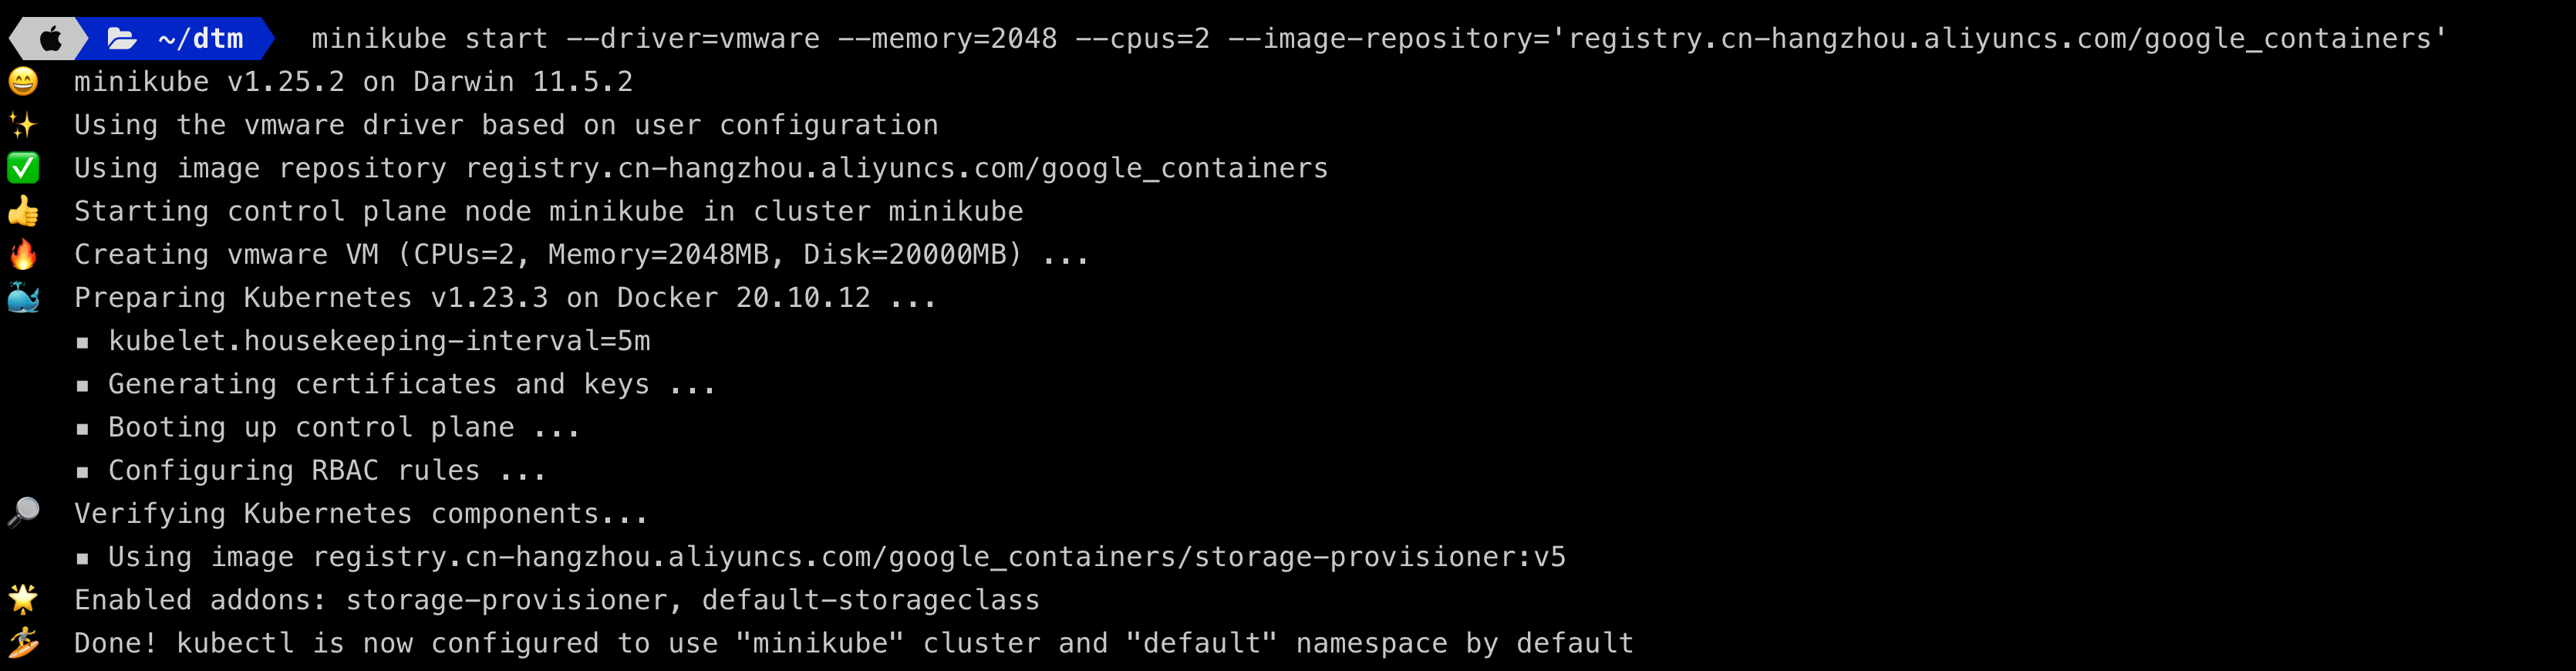 ~/dtm minikube start --driver=vmware --memory=2048 --cpus=2 --image-repository='registry.cn-hangzhou.aliyuncs.com/google_containers'
minikube v1.25.2 on Darwin 11.5.2
Using the vmware driver based on user configuration
Using image repository registry.cn-hangzhou.aliyuncs.com/google_containers
Starting control plane node minikube in cluster minikube
Creating vmware VM (CPUs=2, Memory=2048MB, Disk=20000MB) ...
Preparing Kubernetes v1.23.3 on Docker 20.10.12 ...
▪ kubelet.housekeeping-interval=5m
▪ Generating certificates and keys ...
▪ Booting up control plane ...
▪ Configuring RBAC rules ...
Verifying Kubernetes components...
▪ Using image registry.cn-hangzhou.aliyuncs.com/google_containers/storage-provisioner:v5
Enabled addons: storage-provisioner, default-storageclass
Done! kubectl is now configured to use "minikube" cluster and "default" namespace by default